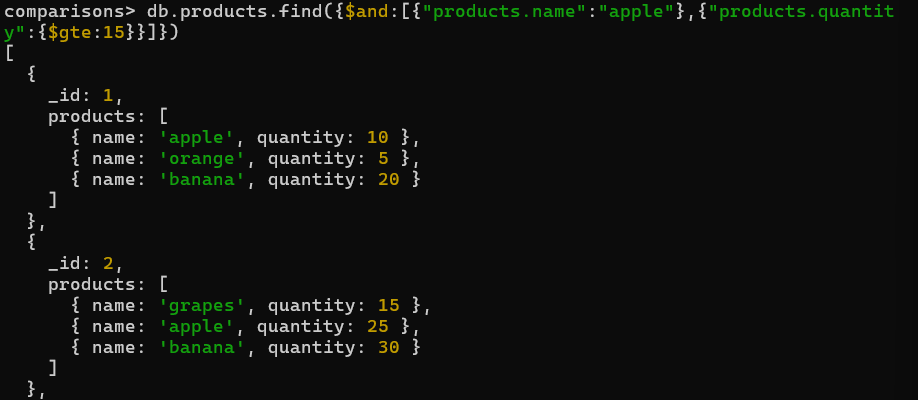 comparisons> db.products.find({$and:[{"products.name":"apple"},{"products.quantit
y":{$gte:15}}]})
[
  {
    _id: 1,
    products: [
      { name: 'apple', quantity: 10 },
      { name: 'orange', quantity: 5 },
      { name: 'banana', quantity: 20 }
    ]
  },
  {
    _id: 2,
    products: [
      { name: 'grapes', quantity: 15 },
      { name: 'apple', quantity: 25 },
      { name: 'banana', quantity: 30 }
    ]
  },